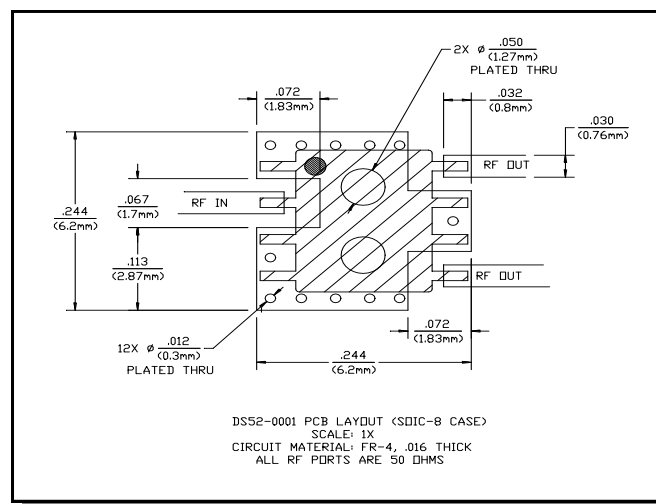 2X ø .050
(1.27mm)
PLATED THRU
.072
(1.83mm)
.032
(0.8mm)
.030
(0.76mm)
RF OUT
.067
(1.7mm)
RF IN
.244
(6.2mm)
.113
(2.87mm)
RF OUT
12X ø .012
(0.3mm)
PLATED THRU
.072
(1.83mm)
.244
(6.2mm)
DS52-0001 PCB LAYOUT (SOIC-8 CASE)
SCALE: 1X
CIRCUIT MATERIAL: FR-4, .016 THICK
ALL RF PORTS ARE 50 OHMS